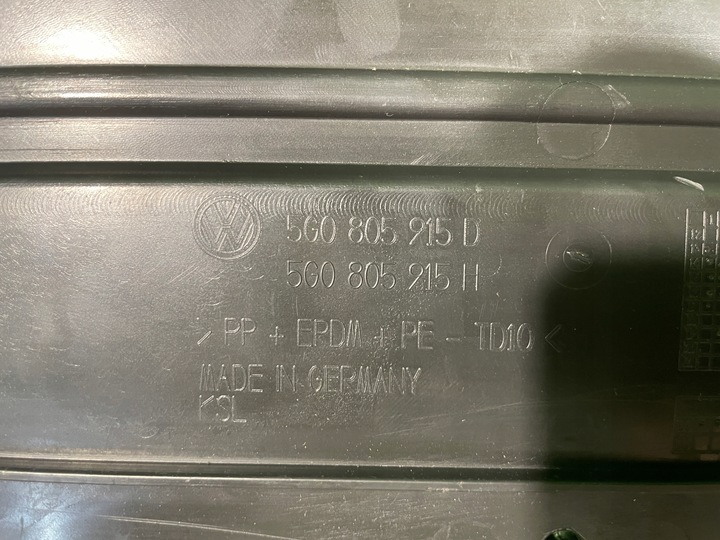 5G0 805 915 D
5G0 805 915 H
>PP + EPDM + PE - TD10<
MADE IN GERMANY
KSL